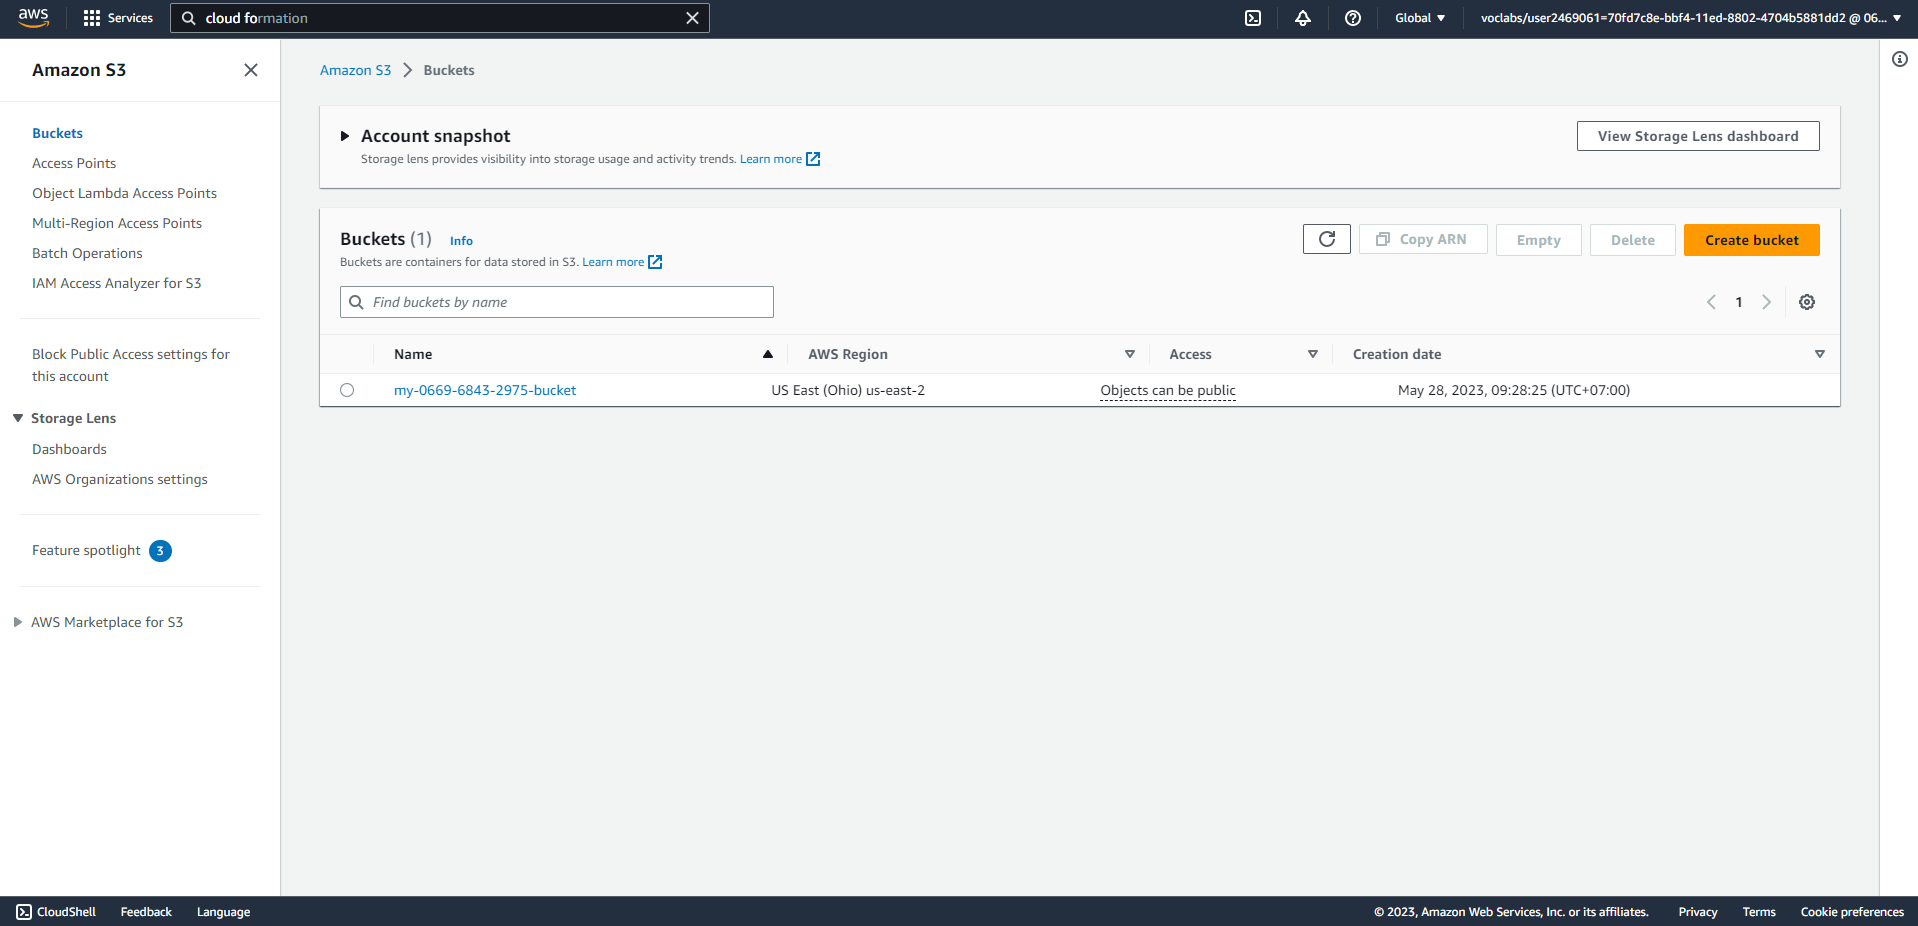 aws Services cloud formation Global voclabs/user2469061=70fd7c8e-bbf4-11ed-8802-4704b5881dd2 @ 06...
Amazon S3
Buckets
Access Points
Object Lambda Access Points
Multi-Region Access Points
Batch Operations
IAM Access Analyzer for S3
Block Public Access settings for
this account
Storage Lens
Dashboards
AWS Organizations settings
Feature spotlight 3
AWS Marketplace for S3
Amazon S3 Buckets
Account snapshot
Storage lens provides visibility into storage usage and activity trends. Learn more
View Storage Lens dashboard
Buckets (1) Info
Buckets are containers for data stored in S3. Learn more
Copy ARN Empty Delete Create bucket
Find buckets by name
1
Name AWS Region Access Creation date
my-0669-6843-2975-bucket US East (Ohio) us-east-2 Objects can be public May 28, 2023, 09:28:25 (UTC+07:00)
CloudShell Feedback Language © 2023, Amazon Web Services, Inc. or its affiliates. Privacy Terms Cookie preferences